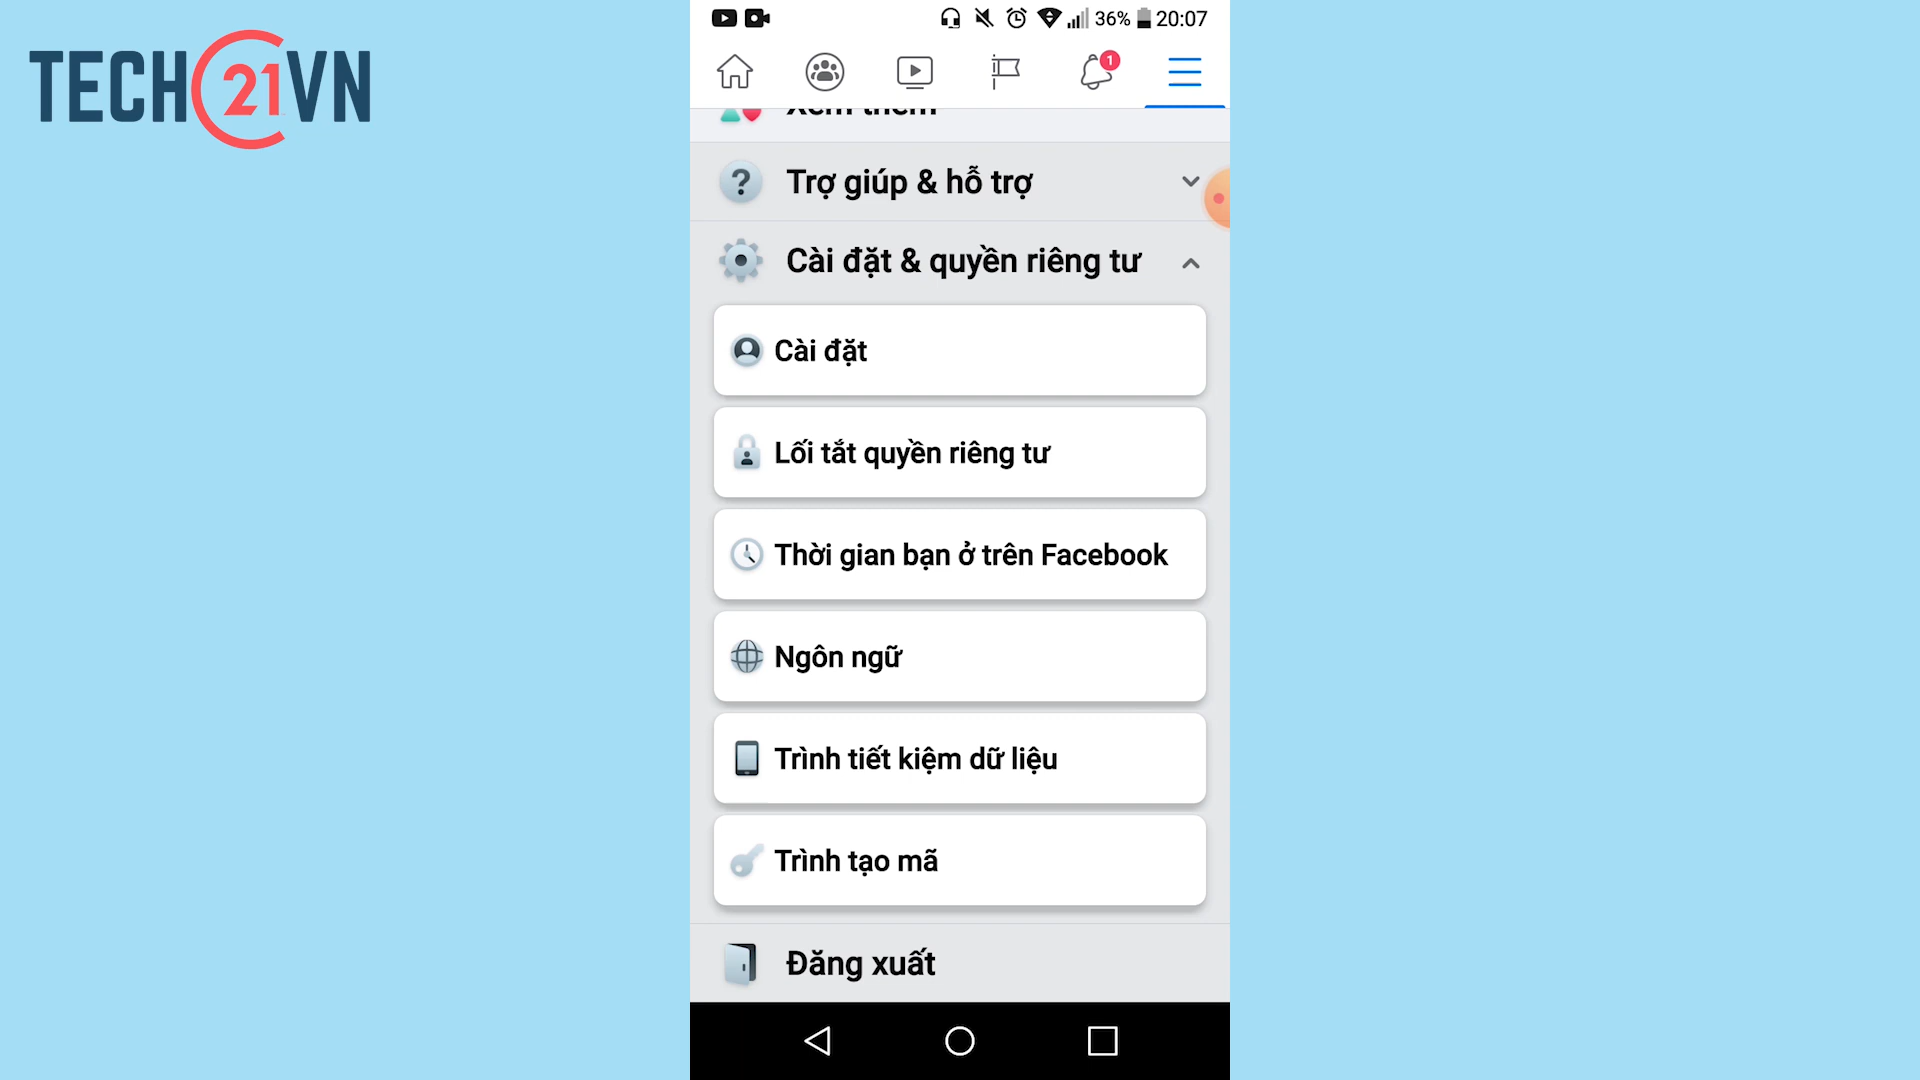 TECH21VN
36% 20:07
1
Xem thêm
Trợ giúp & hỗ trợ
Cài đặt & quyền riêng tư
Cài đặt
Lối tắt quyền riêng tư
Thời gian bạn ở trên Facebook
Ngôn ngữ
Trình tiết kiệm dữ liệu
Trình tạo mã
Đăng xuất